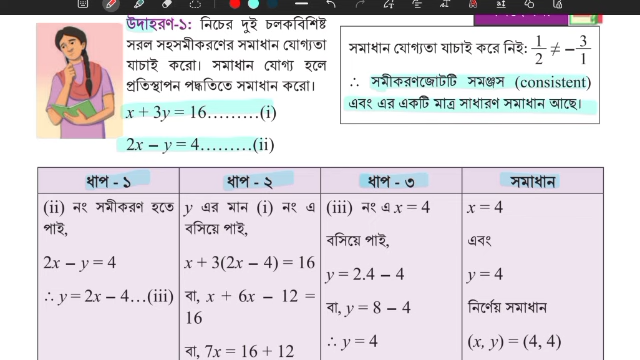 উদাহরণ-১: নিচের দুই চলকবিশিষ্ট
সরল সহসমীকরণের সমাধান যোগ্যতা
যাচাই করো। সমাধান যোগ্য হলে
প্রতিস্থাপন পদ্ধতিতে সমাধান করো।
x + 3y = 16.........(i)
2x − y = 4.........(ii)
সমাধান যোগ্যতা যাচাই করে নিই: 1/2 ≠ − 3/1
∴ সমীকরণজোটটি সমঞ্জস (consistent)
এবং এর একটি মাত্র সাধারণ সমাধান আছে।
ধাপ - ১
(ii) নং সমীকরণ হতে
পাই,
2x − y = 4
∴ y = 2x − 4...(iii)
ধাপ - ২
y এর মান (i) নং এ
বসিয়ে পাই,
x + 3(2x − 4) = 16
বা, x + 6x − 12 =
16
বা, 7x = 16 + 12
ধাপ - ৩
(iii) নং এ x = 4
বসিয়ে পাই,
y = 2.4 − 4
বা, y = 8 − 4
∴ y = 4
সমাধান
x = 4
এবং
y = 4
নির্ণেয় সমাধান
(x, y) = (4, 4)